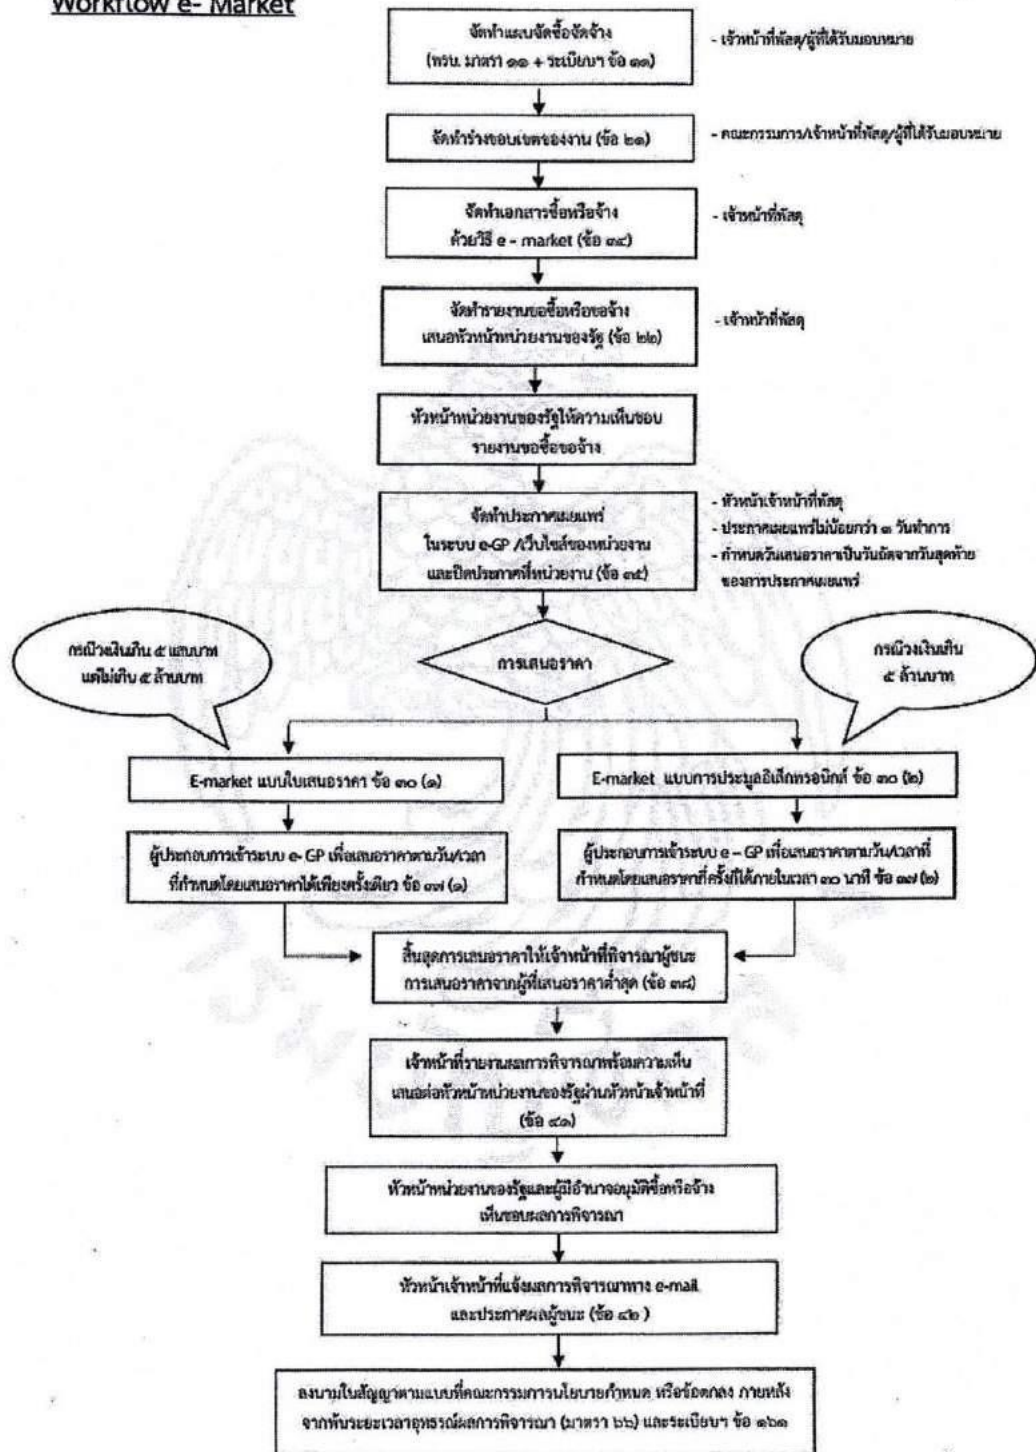 Workflow e- Market
จัดทำแผนจัดซื้อจัดจ้าง
(พรบ. มาตรา ๑๑ + ระเบียบฯ ข้อ ๑๑)
- เจ้าหน้าที่พัสดุ/ผู้ที่ได้รับมอบหมาย
จัดทำร่างขอบเขตของงาน (ข้อ ๒๑)
- คณะกรรมการ/เจ้าหน้าที่พัสดุ/ผู้ที่ได้รับมอบหมาย
จัดทำเอกสารซื้อหรือจ้าง
ด้วยวิธี e - market (ข้อ ๓๔)
- เจ้าหน้าที่พัสดุ
จัดทำรายงานขอซื้อหรือขอจ้าง
เสนอหัวหน้าหน่วยงานของรัฐ (ข้อ ๒๒)
- เจ้าหน้าที่พัสดุ
หัวหน้าหน่วยงานของรัฐให้ความเห็นชอบ
รายงานขอซื้อขอจ้าง
จัดทำประกาศเผยแพร่
ในระบบ e-GP /เว็บไซส์ของหน่วยงาน
และปิดประกาศที่หน่วยงาน (ข้อ ๓๕)
- หัวหน้าเจ้าหน้าที่พัสดุ
- ประกาศเผยแพร่ไม่น้อยกว่า ๓ วันทำการ
- กำหนดวันเสนอราคาเป็นวันถัดจากวันสุดท้าย
ของการประกาศเผยแพร่
กรณีวงเงินเกิน ๕ แสนบาท
แต่ไม่เกิน ๕ ล้านบาท
การเสนอราคา
กรณีวงเงินเกิน
๕ ล้านบาท
E-market แบบใบเสนอราคา ข้อ ๓๐ (๑)
E-market แบบการประมูลอิเล็กทรอนิกส์ ข้อ ๓๐ (๒)
ผู้ประกอบการเข้าระบบ e- GP เพื่อเสนอราคาตามวัน/เวลา
ที่กำหนดโดยเสนอราคาได้เพียงครั้งเดียว ข้อ ๓๗ (๑)
ผู้ประกอบการเข้าระบบ e – GP เพื่อเสนอราคาตามวัน/เวลาที่
กำหนดโดยเสนอราคากี่ครั้งก็ได้ภายในเวลา ๓๐ นาที ข้อ ๓๗ (๒)
สิ้นสุดการเสนอราคาให้เจ้าหน้าที่พิจารณาผู้ชนะ
การเสนอราคาจากผู้ที่เสนอราคาต่ำสุด (ข้อ ๓๘)
เจ้าหน้าที่รายงานผลการพิจารณาพร้อมความเห็น
เสนอต่อหัวหน้าหน่วยงานของรัฐผ่านหัวหน้าเจ้าหน้าที่
(ข้อ ๔๑)
หัวหน้าหน่วยงานของรัฐและผู้มีอำนาจอนุมัติซื้อหรือจ้าง
เห็นชอบผลการพิจารณา
หัวหน้าเจ้าหน้าที่แจ้งผลการพิจารณาทาง e-mail
และประกาศผลผู้ชนะ (ข้อ ๔๒ )
ลงนามในสัญญาตามแบบที่คณะกรรมการนโยบายกำหนด หรือข้อตกลง ภายหลัง
จากพ้นระยะเวลาอุทธรณ์ผลการพิจารณา (มาตรา ๖๖) และระเบียบฯ ข้อ ๑๖๑